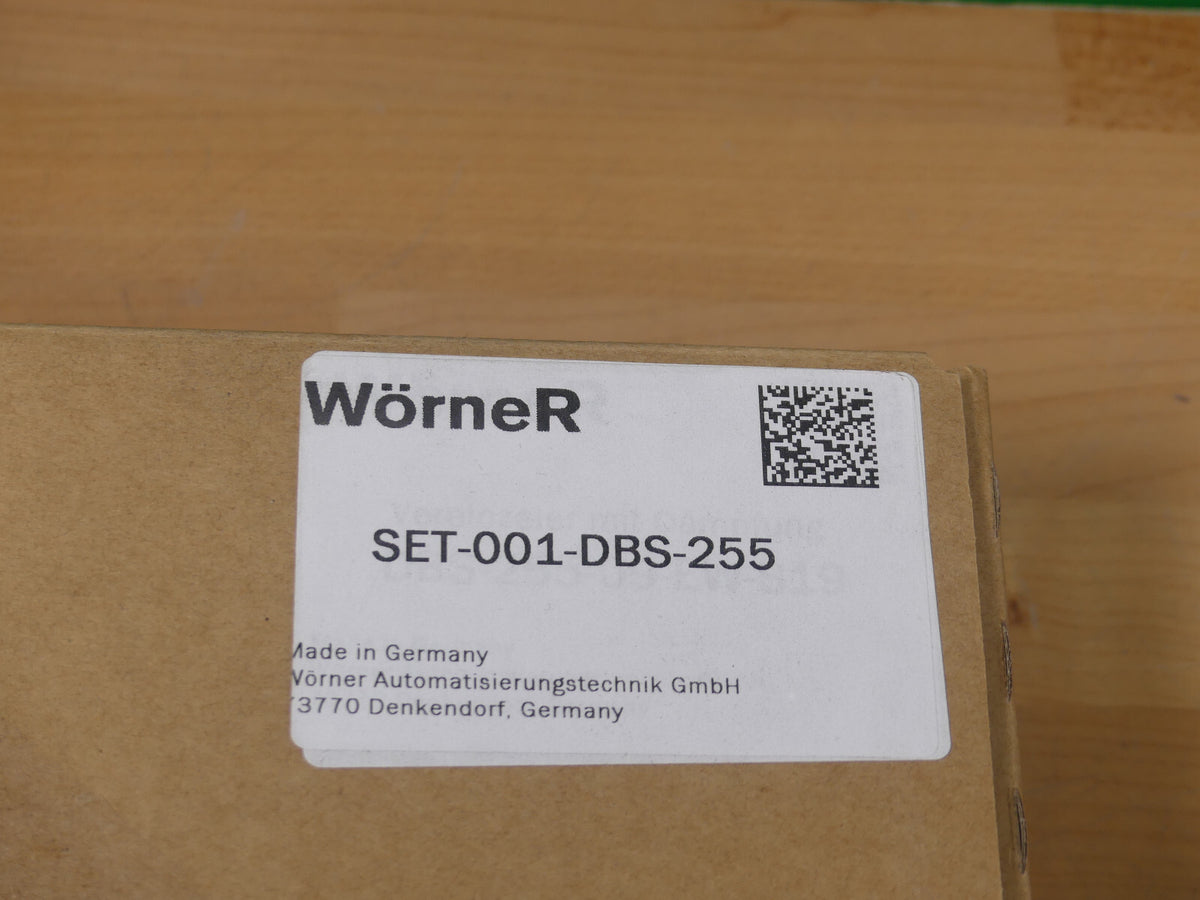 WörneR
SET-001-DBS-255
Made in Germany
Wörner Automatisierungstechnik GmbH
73770 Denkendorf, Germany